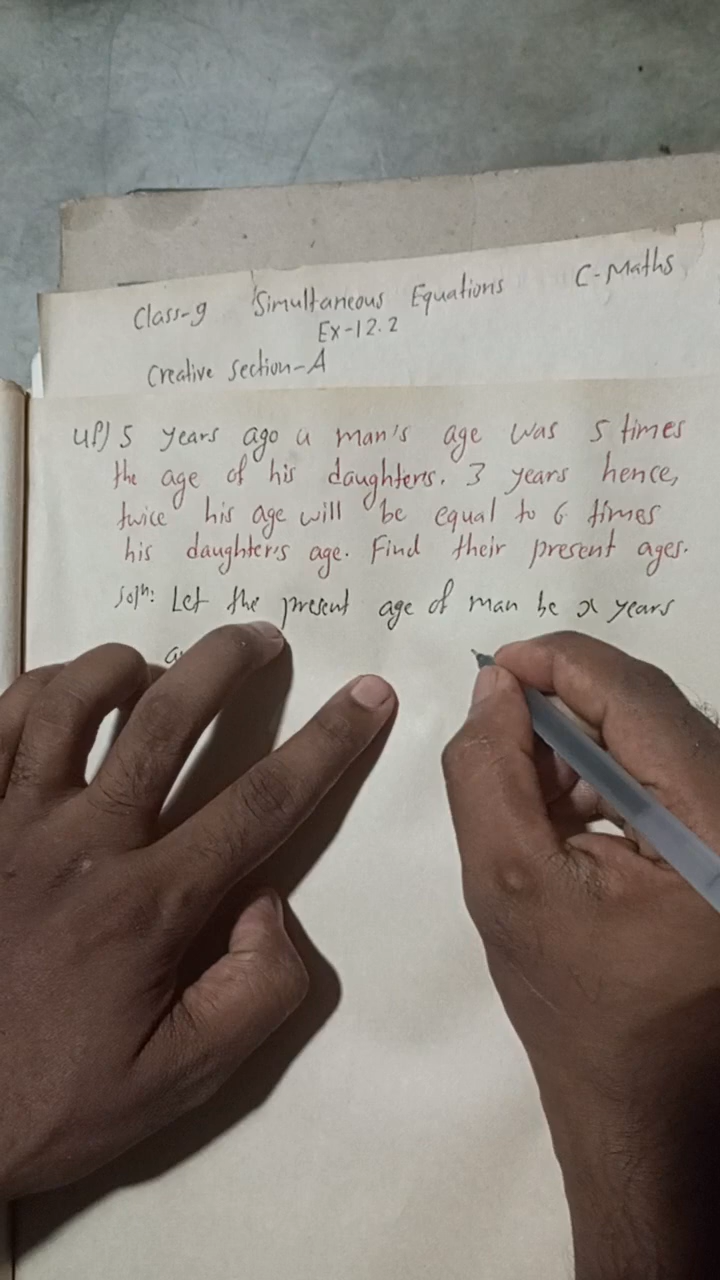 Class-9 Simultaneous Equations C-Maths
Ex-12.2
Creative section-A
4f) 5 years ago a man's age was 5 times
the age of his daughters. 3 years hence,
twice his age will be equal to 6 times
his daughter's age. Find their present ages.
Solⁿ: Let the present age of man be x years